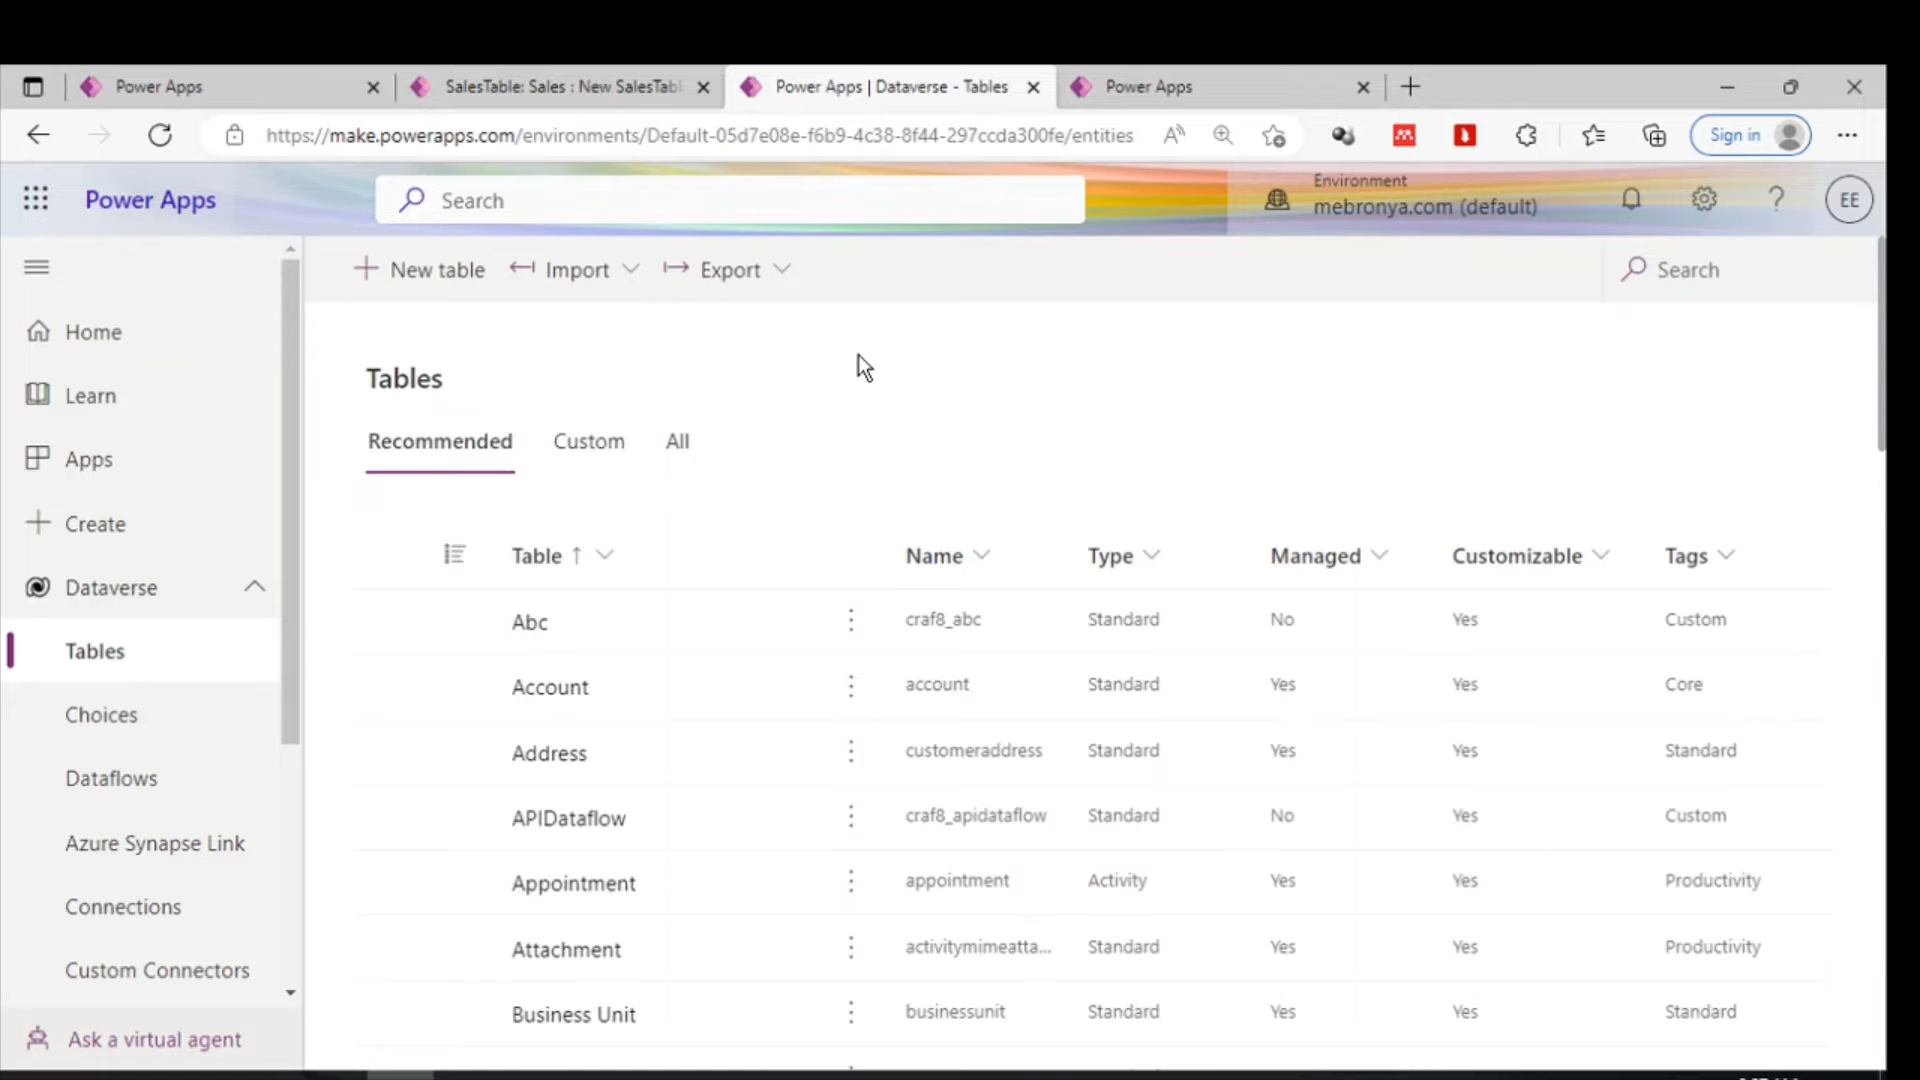 Power Apps
SalesTable: Sales : New SalesTabl
Power Apps | Dataverse - Tables
Power Apps
https://make.powerapps.com/environments/Default-05d7e08e-f6b9-4c38-8f44-297ccda300fe/entities
Sign in
Power Apps
Search
Environment
mebronya.com (default)
?
EE
New table
Import
Export
Search
Home
Learn
Apps
Create
Dataverse
Tables
Choices
Dataflows
Azure Synapse Link
Connections
Custom Connectors
Ask a virtual agent
Tables
Recommended Custom All
Table ↑ Name Type Managed Customizable Tags
Abc craf8_abc Standard No Yes Custom
Account account Standard Yes Yes Core
Address customeraddress Standard Yes Yes Standard
APIDataflow craf8_apidataflow Standard No Yes Custom
Appointment appointment Activity Yes Yes Productivity
Attachment activitymimeatta... Standard Yes Yes Productivity
Business Unit businessunit Standard Yes Yes Standard